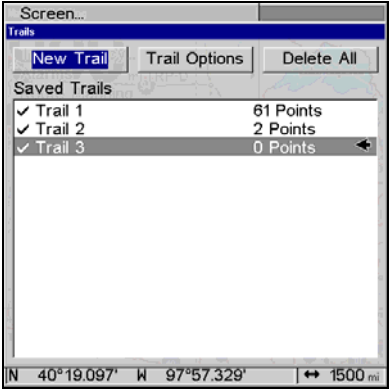 Screen...
Trails
New Trail Trail Options Delete All
Saved Trails
✓ Trail 1 61 Points
✓ Trail 2 2 Points
✓ Trail 3 0 Points
N 40°19.097' W 97°57.329' ↔ 1500 mi